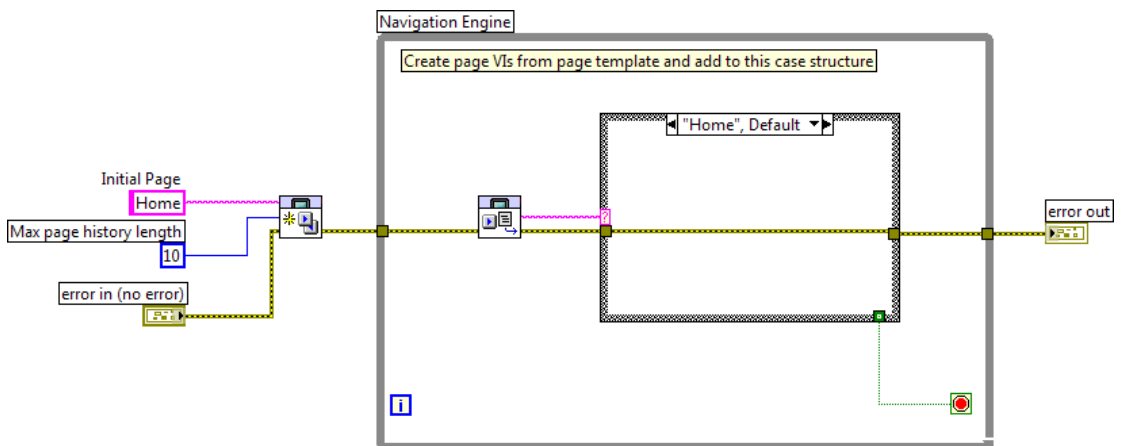 Navigation Engine
Create page VIs from page template and add to this case structure
"Home", Default
Initial Page
Home
Max page history length
10
error in (no error)
?
error out
i